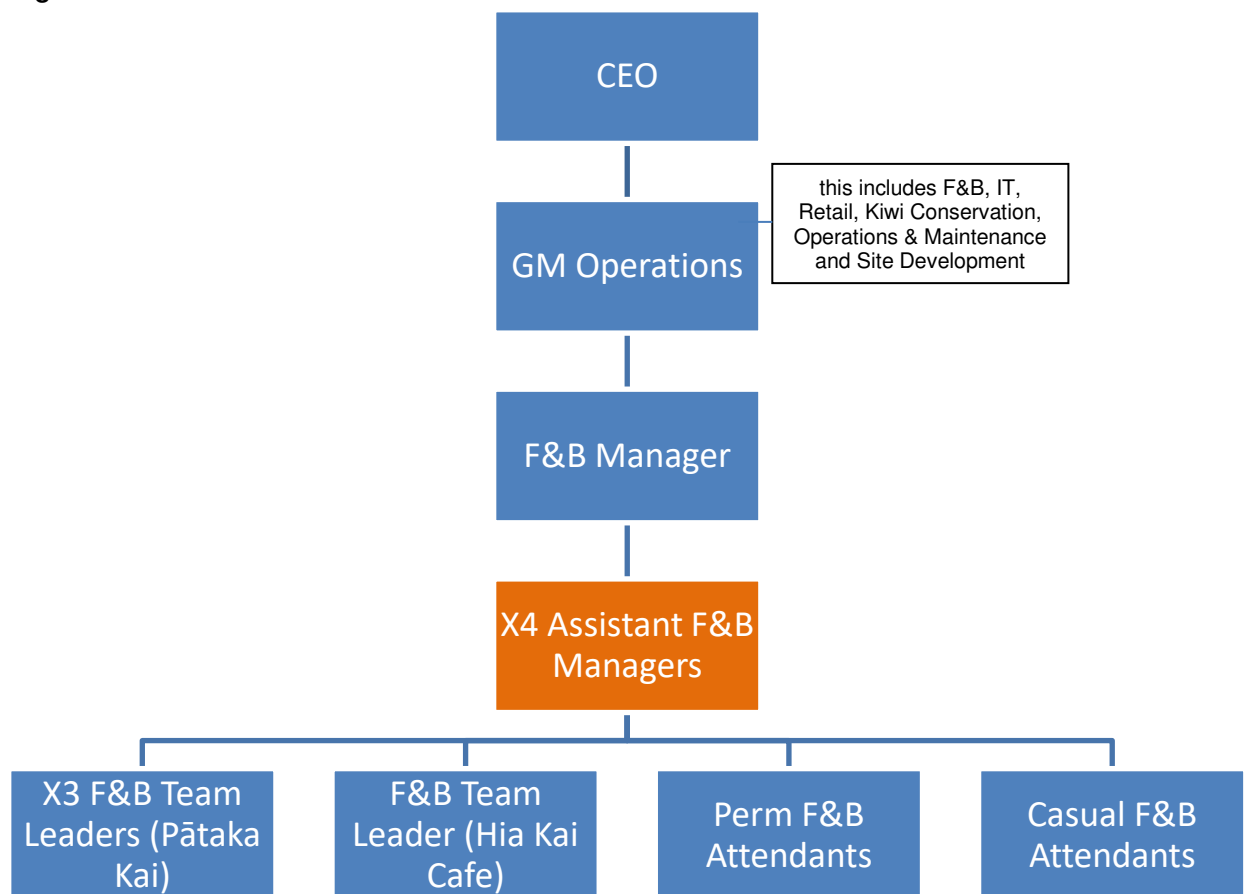 CEO
this includes F&B, IT,
Retail, Kiwi Conservation,
Operations & Maintenance
and Site Development
GM Operations
F&B Manager
X4 Assistant F&B
Managers
X3 F&B Team
Leaders (Pātaka
Kai)
F&B Team
Leader (Hia Kai
Cafe)
Perm F&B
Attendants
Casual F&B
Attendants